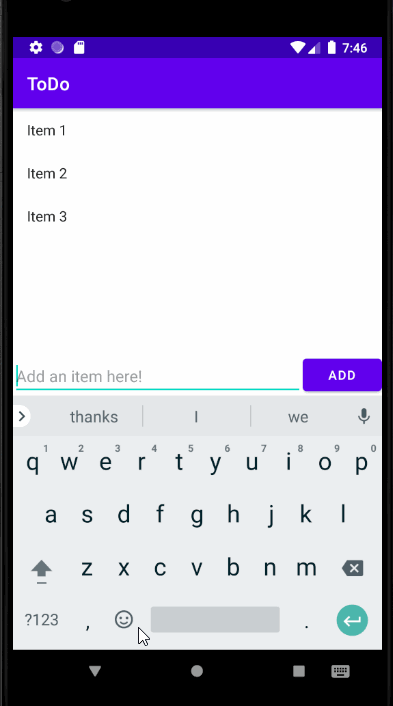 7:46
ToDo
Item 1
Item 2
Item 3
Add an item here! ADD
thanks I we
1 2 3 4 5 6 7 8 9 0
q w e r t y u i o p
a s d f g h j k l
z x c v b n m
?123 , .